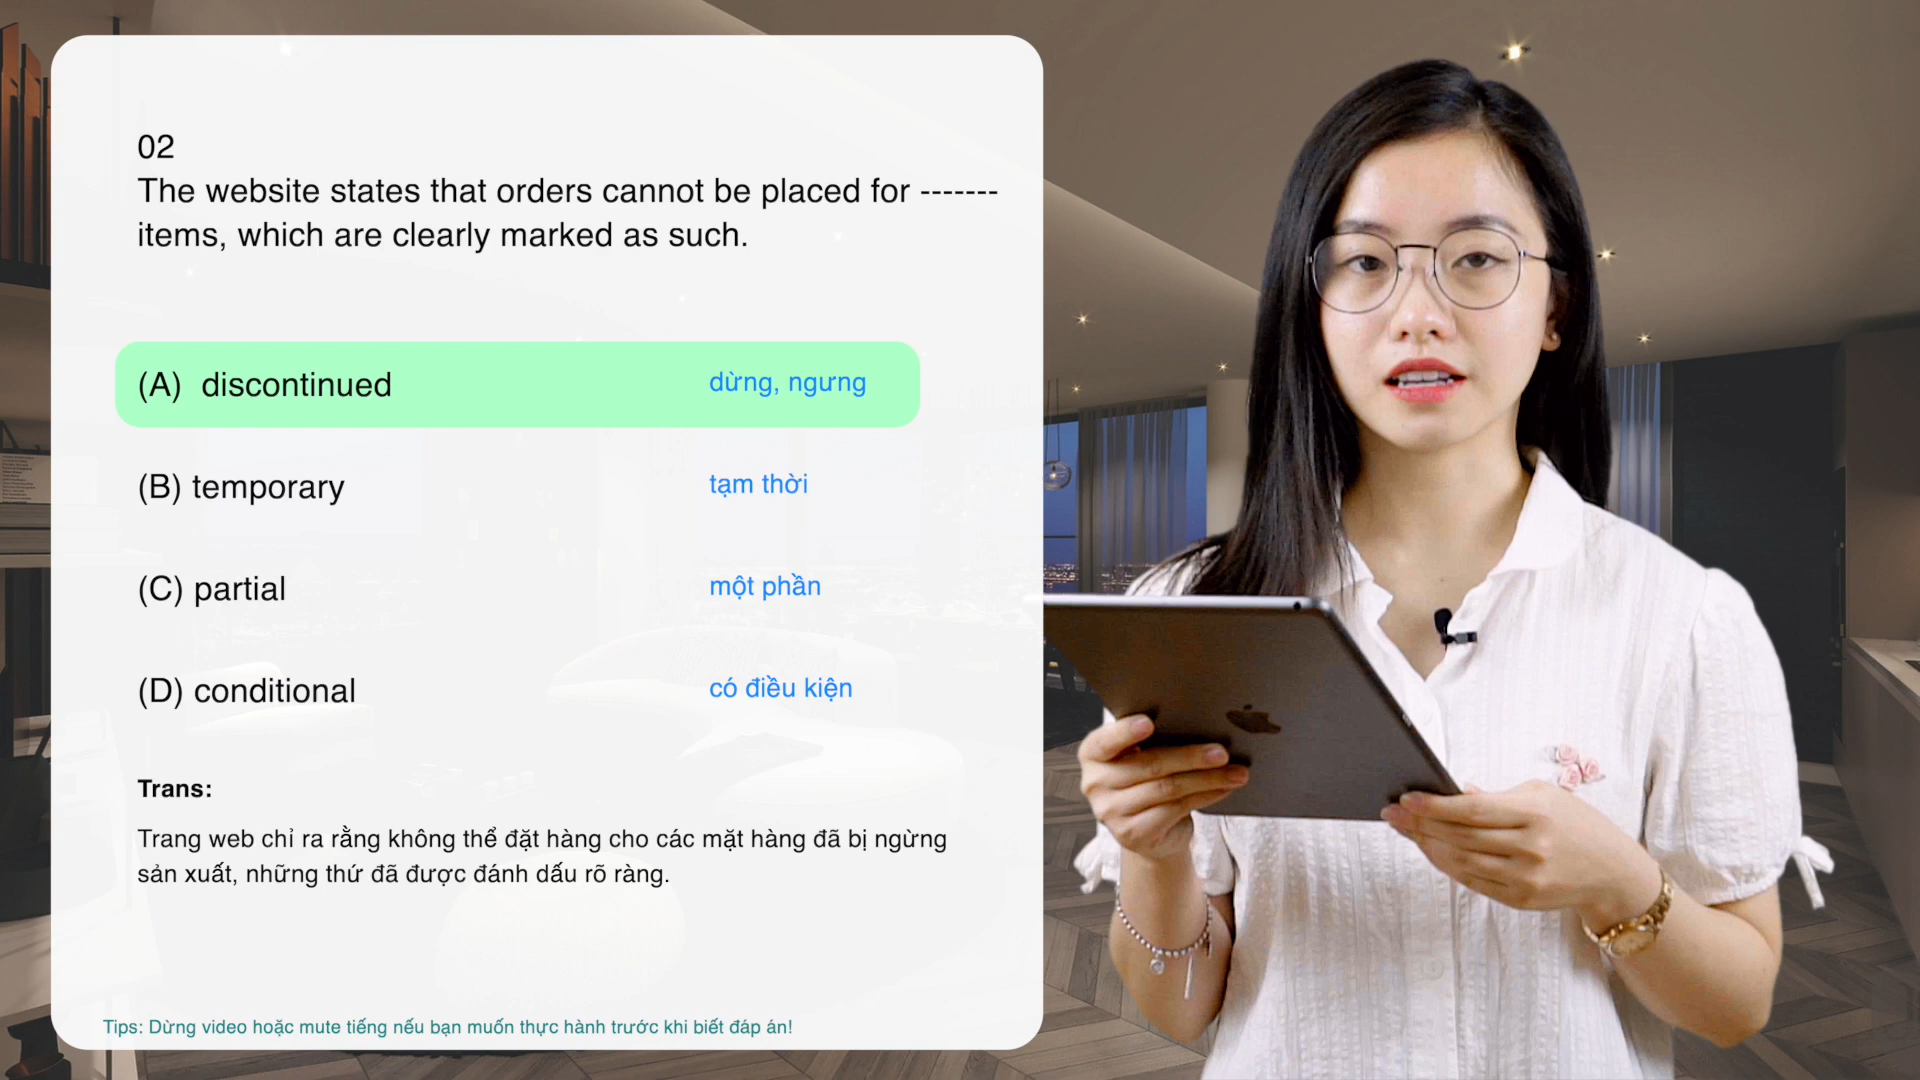 02
The website states that orders cannot be placed for -------
items, which are clearly marked as such.
(A) discontinued
dừng, ngưng
(B) temporary
tạm thời
(C) partial
một phần
(D) conditional
có điều kiện
Trans:
Trang web chỉ ra rằng không thể đặt hàng cho các mặt hàng đã bị ngừng
sản xuất, những thứ đã được đánh dấu rõ ràng.
Tips: Dừng video hoặc mute tiếng nếu bạn muốn thực hành trước khi biết đáp án!